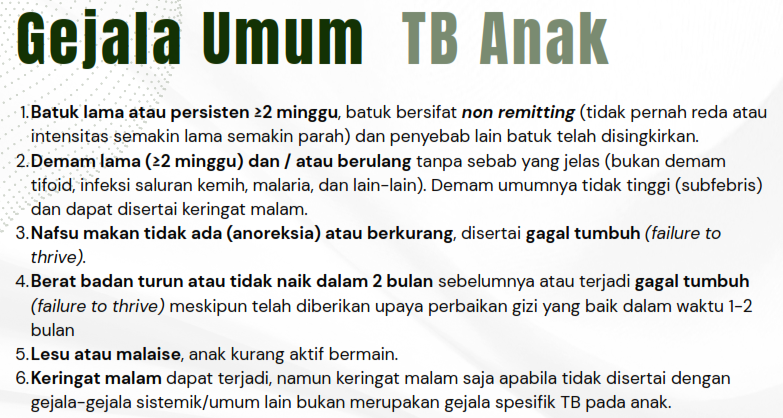 Gejala Umum TB Anak
1. Batuk lama atau persisten ≥2 minggu, batuk bersifat non remitting (tidak pernah reda atau
intensitas semakin lama semakin parah) dan penyebab lain batuk telah disingkirkan.
2. Demam lama (≥2 minggu) dan / atau berulang tanpa sebab yang jelas (bukan demam
tifoid, infeksi saluran kemih, malaria, dan lain-lain). Demam umumnya tidak tinggi (subfebris)
dan dapat disertai keringat malam.
3. Nafsu makan tidak ada (anoreksia) atau berkurang, disertai gagal tumbuh (failure to
thrive).
4. Berat badan turun atau tidak naik dalam 2 bulan sebelumnya atau terjadi gagal tumbuh
(failure to thrive) meskipun telah diberikan upaya perbaikan gizi yang baik dalam waktu 1-2
bulan
5. Lesu atau malaise, anak kurang aktif bermain.
6. Keringat malam dapat terjadi, namun keringat malam saja apabila tidak disertai dengan
gejala-gejala sistemik/umum lain bukan merupakan gejala spesifik TB pada anak.